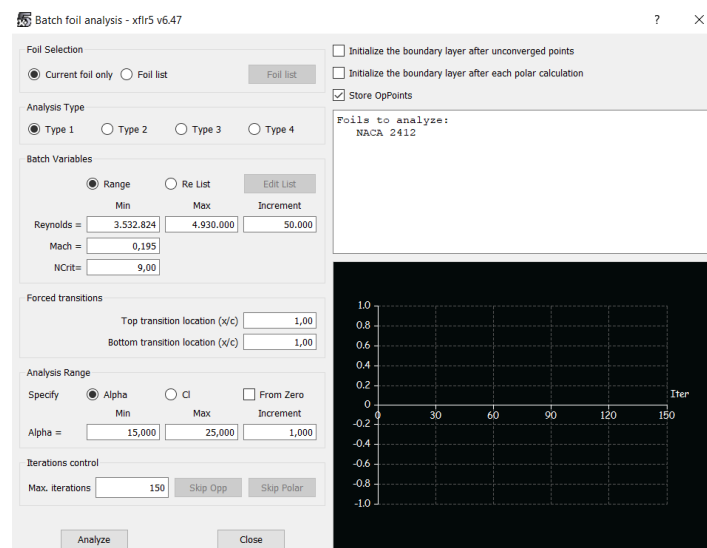 Batch foil analysis - xflr5 v6.47
?
Foil Selection
Current foil only
Foil list
Foil list
Analysis Type
Type 1
Type 2
Type 3
Type 4
Batch Variables
Range
Re List
Edit List
Min
Max
Increment
Reynolds =
3.532.824
4.930.000
50.000
Mach =
0,195
NCrit=
9,00
Forced transitions
Top transition location (x/c)
1,00
Bottom transition location (x/c)
1,00
Analysis Range
Specify
Alpha
Cl
From Zero
Min
Max
Increment
Alpha =
15,000
25,000
1,000
Iterations control
Max. iterations
150
Skip Opp
Skip Polar
Analyze
Close
Initialize the boundary layer after unconverged points
Initialize the boundary layer after each polar calculation
Store OpPoints
Foils to analyze:
NACA 2412
1.0
0.8
0.6
0.4
0.2
0
-0.2
-0.4
-0.6
-0.8
-1.0
0
30
60
90
120
150
Iter